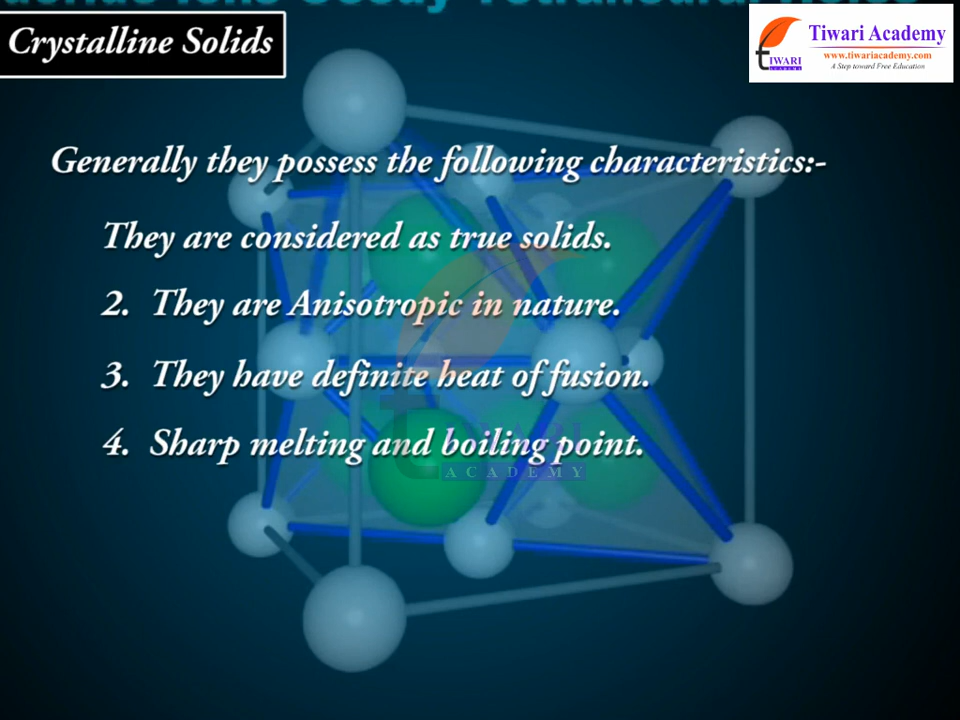 Crystalline Solids
Tiwari Academy
www.tiwariacademy.com
A Step toward Free Education
TIWARI
ACADEMY
Generally they possess the following characteristics:-
They are considered as true solids.
2. They are Anisotropic in nature.
3. They have definite heat of fusion.
4. Sharp melting and boiling point.
TIWARI
ACADEMY